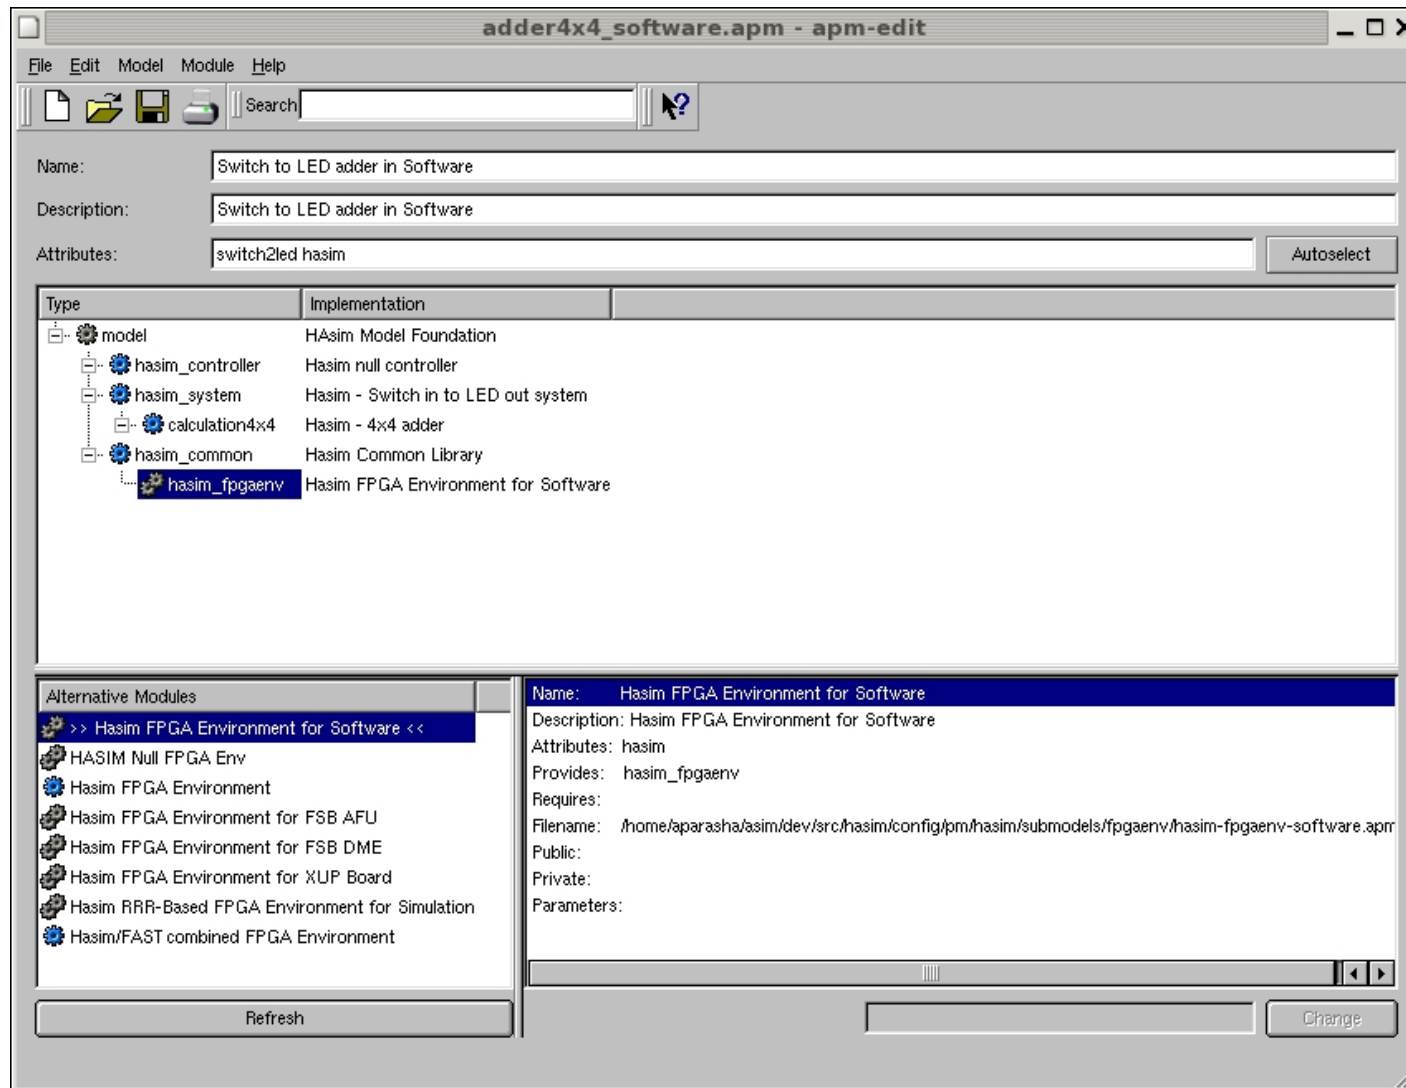 adder4x4_software.apm - apm-edit
File Edit Model Module Help
Search
Name: Switch to LED adder in Software
Description: Switch to LED adder in Software
Attributes: switch2led hasim Autoselect
Type Implementation
model HAsim Model Foundation
hasim_controller Hasim null controller
hasim_system Hasim - Switch in to LED out system
calculation4x4 Hasim - 4x4 adder
hasim_common Hasim Common Library
hasim_fpgaenv Hasim FPGA Environment for Software
Alternative Modules
>> Hasim FPGA Environment for Software <<
HASIM Null FPGA Env
Hasim FPGA Environment
Hasim FPGA Environment for FSB AFU
Hasim FPGA Environment for FSB DME
Hasim FPGA Environment for XUP Board
Hasim RRR-Based FPGA Environment for Simulation
Hasim/FAST combined FPGA Environment
Refresh
Name: Hasim FPGA Environment for Software
Description: Hasim FPGA Environment for Software
Attributes: hasim
Provides: hasim_fpgaenv
Requires:
Filename: /home/aparasha/asim/dev/src/hasim/config/pm/hasim/submodels/fpgaenv/hasim-fpgaenv-software.apm
Public:
Private:
Parameters:
Change